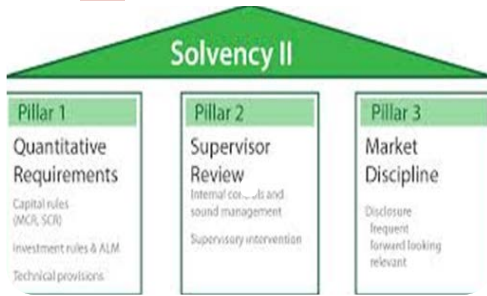 Solvency II
Pillar 1
Quantitative
Requirements
Capital rules
(MCR, SCR)
Investment rules & ALM
Technical provisions
Pillar 2
Supervisor
Review
Internal and
sound management
Supervisory intervention
Pillar 3
Market
Discipline
Disclosure
frequent
forward looking
relevant